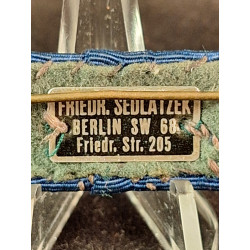 FRIEDR. SEDLATZEK
BERLIN SW 68
Friedr. Str. 205